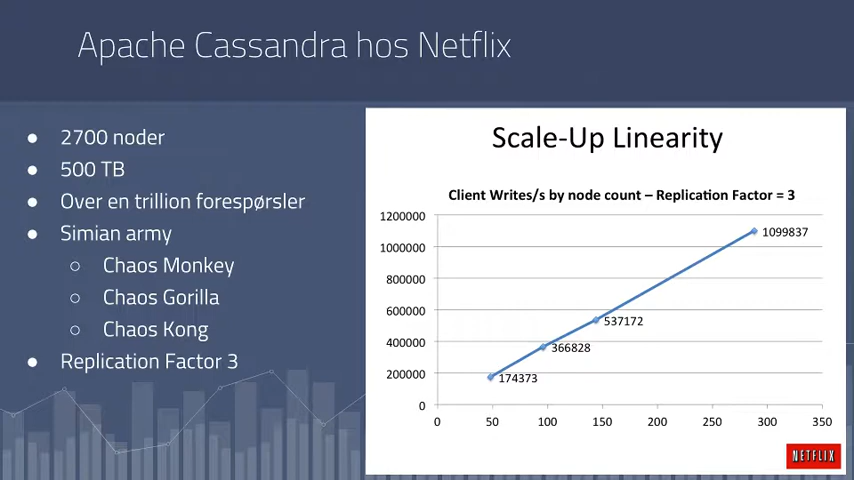 Apache Cassandra hos Netflix
2700 noder
500 TB
Over en trillion forespørsler
Simian army
Chaos Monkey
Chaos Gorilla
Chaos Kong
Replication Factor 3
Scale-Up Linearity
Client Writes/s by node count – Replication Factor = 3
1200000
1000000
800000
600000
400000
200000
0
174373
366828
537172
1099837
0 50 100 150 200 250 300 350
NETFLIX